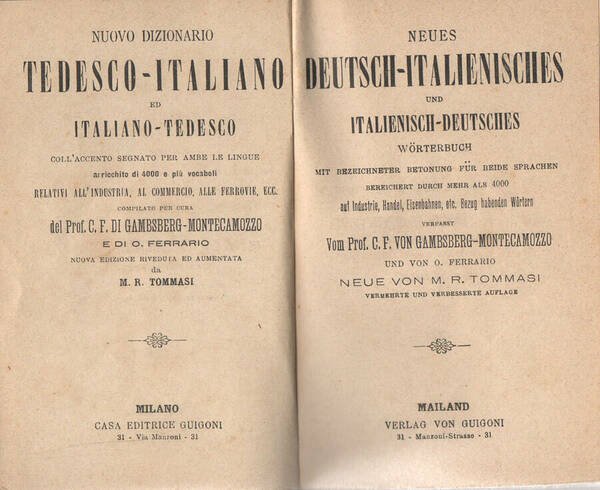 NUOVO DIZIONARIO
TEDESCO-ITALIANO
ED
ITALIANO-TEDESCO
COLL'ACCENTO SEGNATO PER AMBE LE LINGUE
arricchito di 4000 e più vocaboli
RELATIVI ALL'INDUSTRIA, AL COMMERCIO, ALLE FERROVIE, ECC.
COMPILATO PER CURA
del Prof. C. F. DI GAMBSBERG-MONTECAMOZZO
E DI O. FERRARIO
NUOVA EDIZIONE RIVEDUTA ED AUMENTATA
da
M. R. TOMMASI
MILANO
CASA EDITRICE GUIGONI
31 - Via Manzoni - 31
NEUES
DEUTSCH-ITALIENISCHES
UND
ITALIENISCH-DEUTSCHES
WÖRTERBUCH
MIT BEZEICHNETER BETONUNG FÜR BEIDE SPRACHEN
BEREICHERT DURCH MEHR ALS 4000
auf Industrie, Handel, Eisenbahnen, etc. Bezug habenden Wörtern
VERFASST
Vom Prof. C. F. VON GAMBSBERG-MONTECAMOZZO
UND VON O. FERRARIO
NEUE VON M. R. TOMMASI
VERMEHRTE UND VERBESSERTE AUFLAGE
MAILAND
VERLAG VON GUIGONI
31 - Manzoni-Strasse - 31